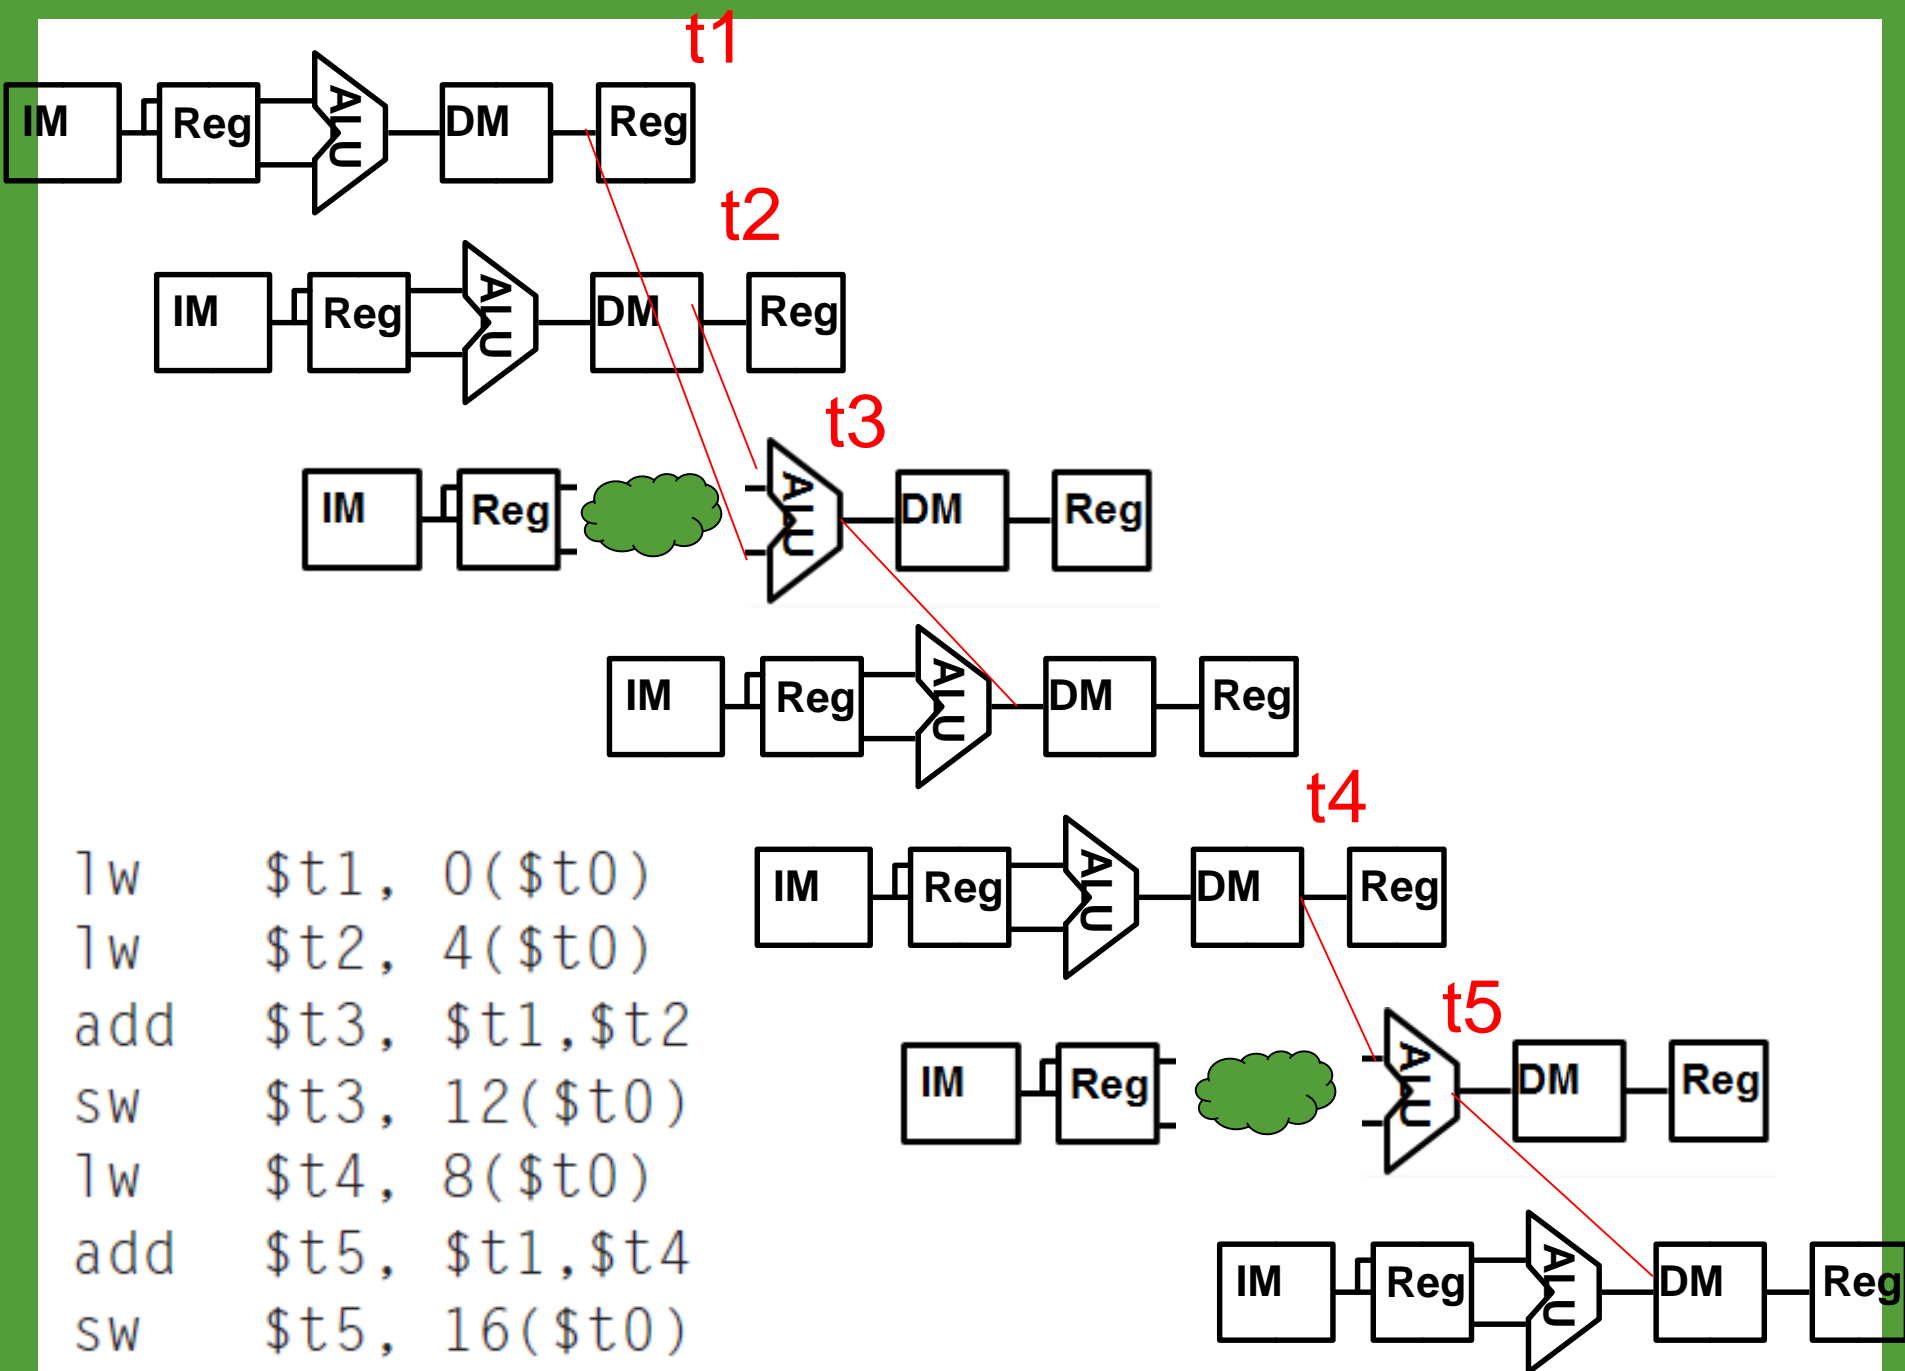 t1
IM Reg ALU DM Reg
t2
IM Reg ALU DM Reg
t3
IM Reg ALU DM Reg
IM Reg ALU DM Reg
t4
IM Reg ALU DM Reg
t5
IM Reg ALU DM Reg
IM Reg ALU DM Reg
lw $t1, 0($t0)
lw $t2, 4($t0)
add $t3, $t1,$t2
sw $t3, 12($t0)
lw $t4, 8($t0)
add $t5, $t1,$t4
sw $t5, 16($t0)